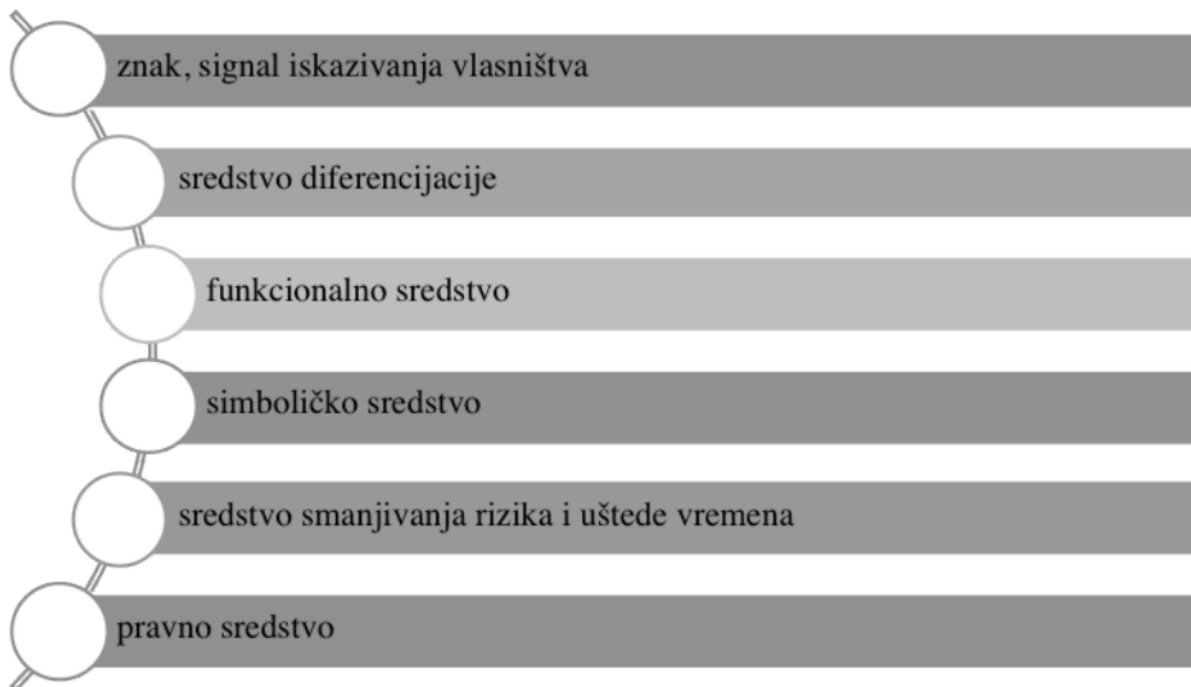 znak, signal iskazivanja vlasništva
sredstvo diferencijacije
funkcionalno sredstvo
simboličko sredstvo
sredstvo smanjivanja rizika i uštede vremena
pravno sredstvo